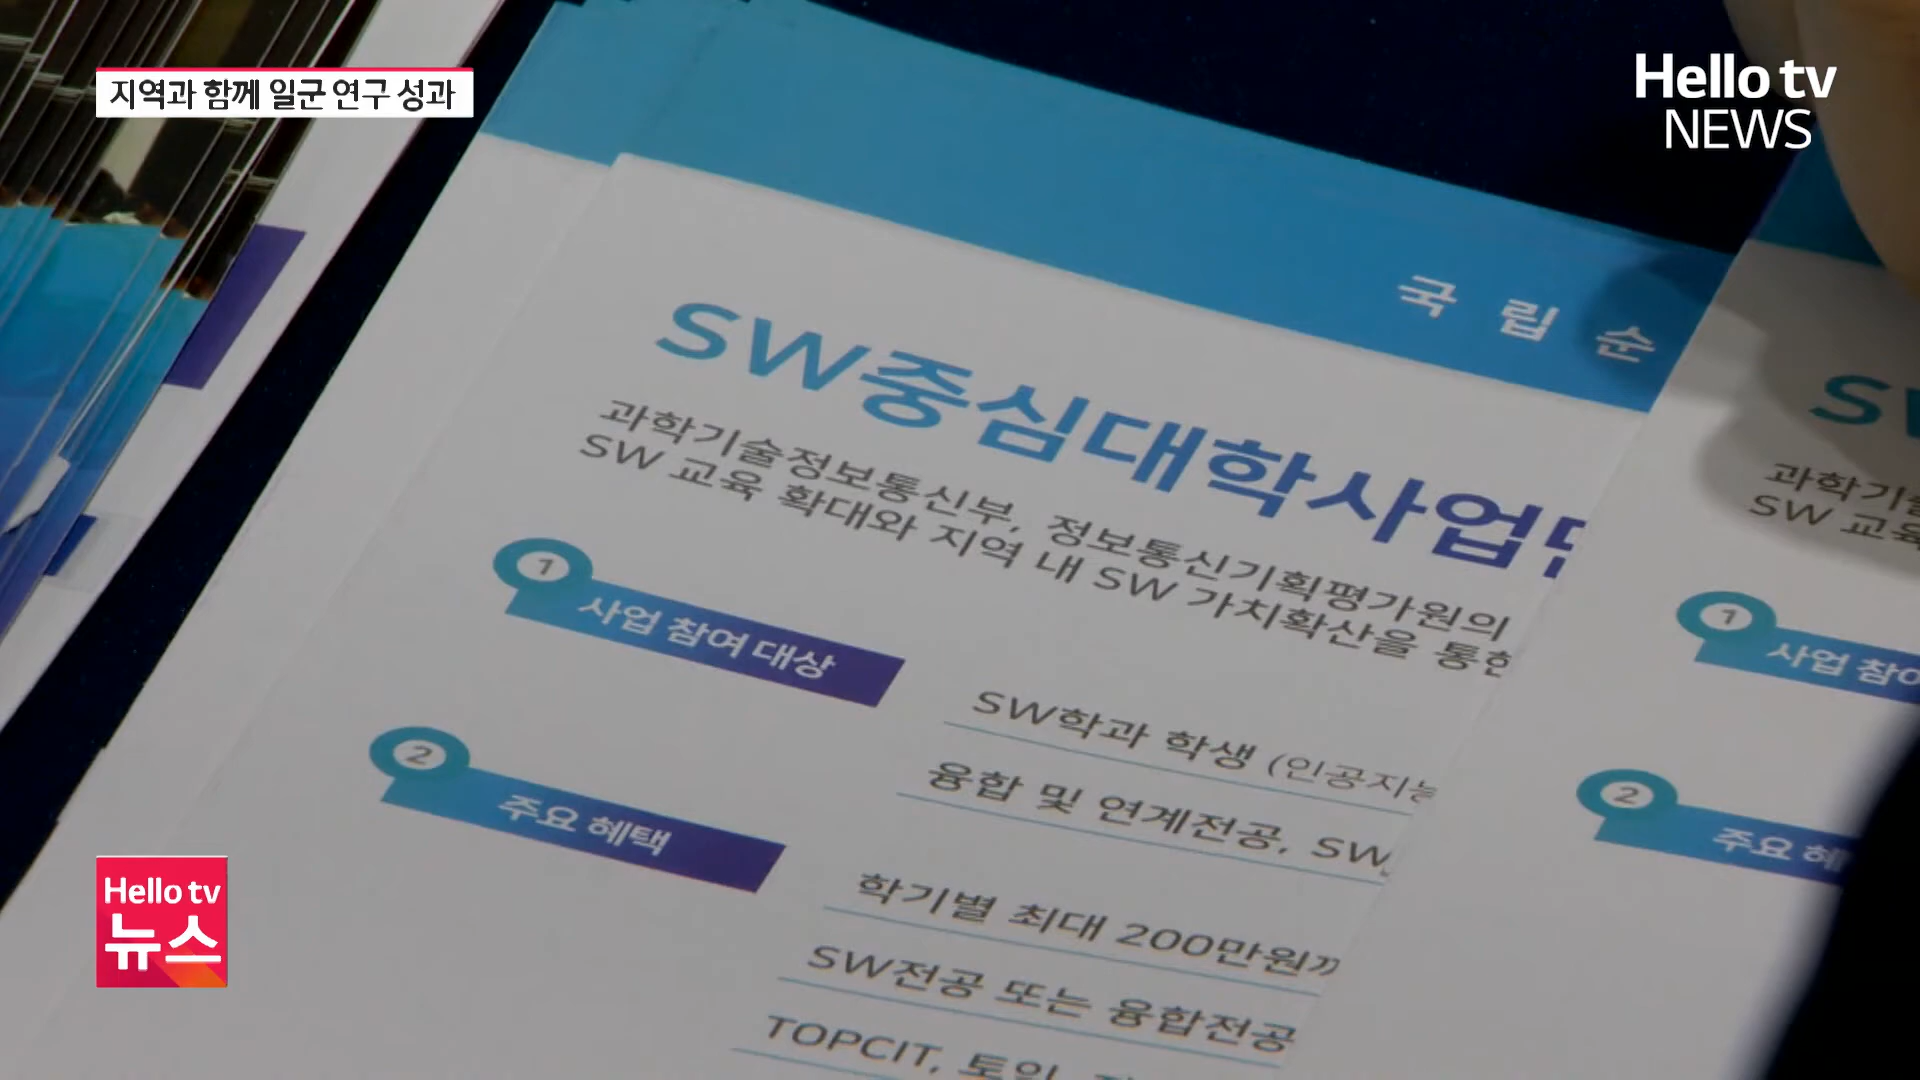 지역과 함께 일군 연구 성과
Hello tv
NEWS
국립순
SW중심대학사업단
과학기술정보통신부, 정보통신기획평가원의
SW 교육 확대와 지역 내 SW 가치확산을 통한
1 사업 참여 대상
SW학과 학생 (인공지능
융합 및 연계전공, SW
2 주요 혜택
학기별 최대 200만원
SW전공 또는 융합전공
TOPCIT, 토익,
SW
과학기술
SW 교육
1 사업 참여
2 주요 혜
Hello tv
뉴스